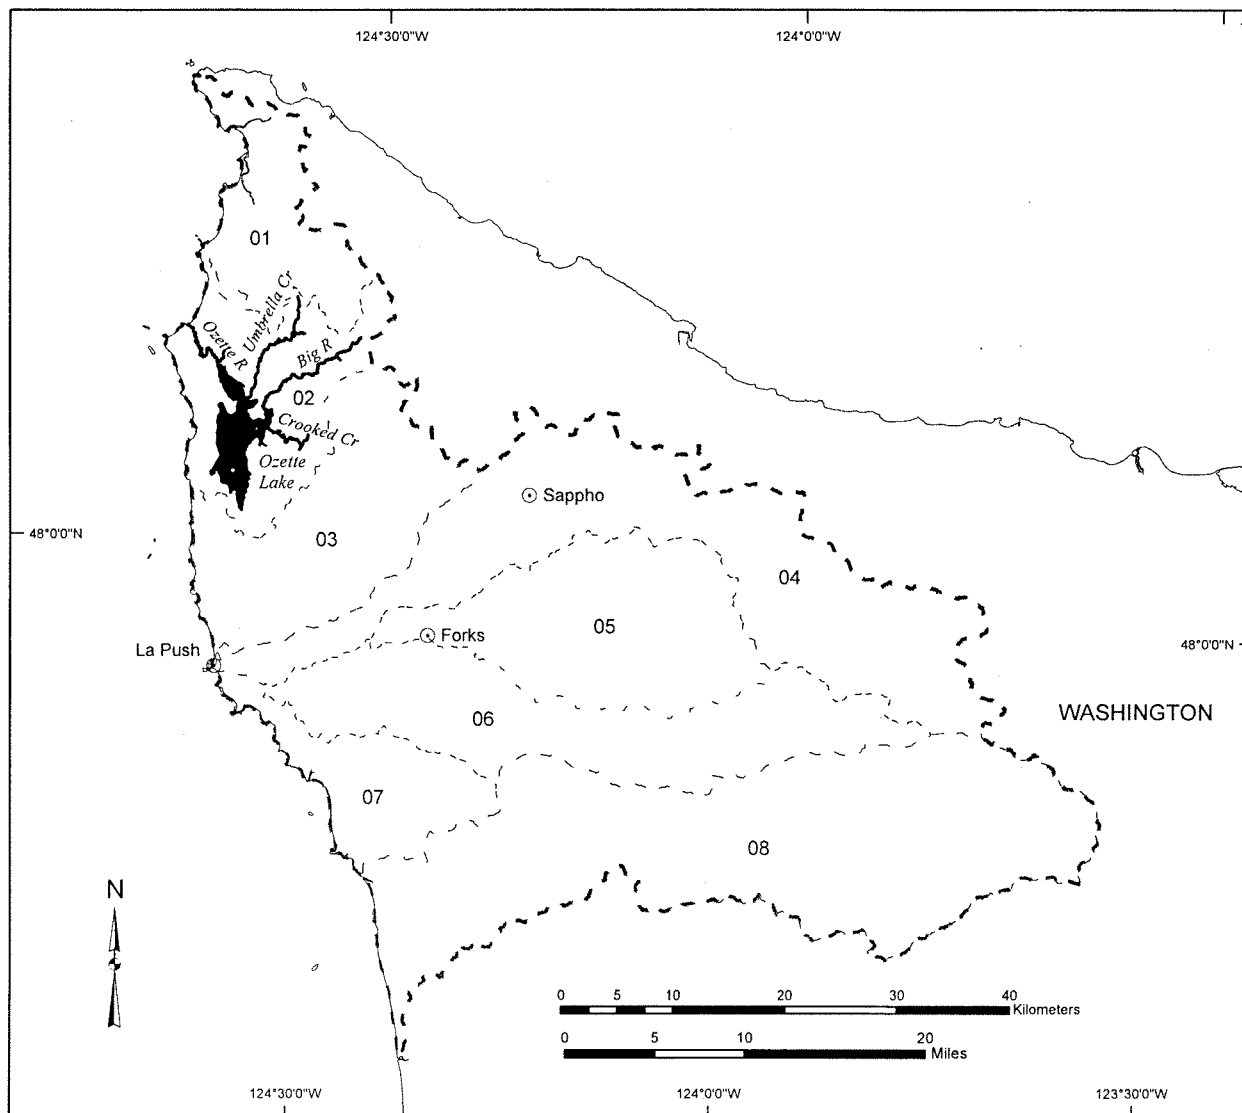 124°30'0"W
124°0'0"W
01
Umbrella Cr
Ozette R
Big R
02
Crooked Cr
Ozette
Lake
Sappho
48°0'0"N
03
04
05
Forks
La Push
48°0'0"N
06
WASHINGTON
07
08
N
0 5 10 20 30 40
Kilometers
0 5 10 20
Miles
124°30'0"W
124°0'0"W
123°30'0"W